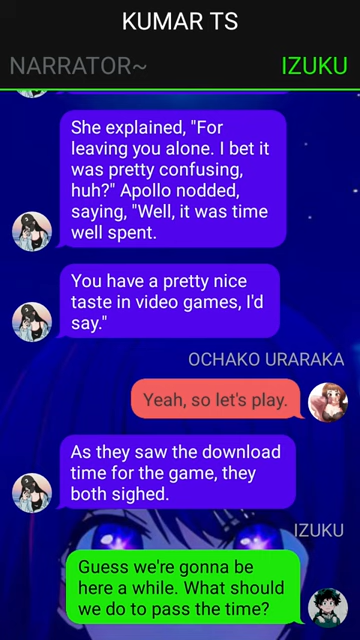 KUMAR TS
NARRATOR~
IZUKU
She explained, "For
leaving you alone. I bet it
was pretty confusing,
huh?" Apollo nodded,
saying, "Well, it was time
well spent.
You have a pretty nice
taste in video games, I'd
say."
OCHAKO URARAKA
Yeah, so let's play.
As they saw the download
time for the game, they
both sighed.
IZUKU
Guess we're gonna be
here a while. What should
we do to pass the time?